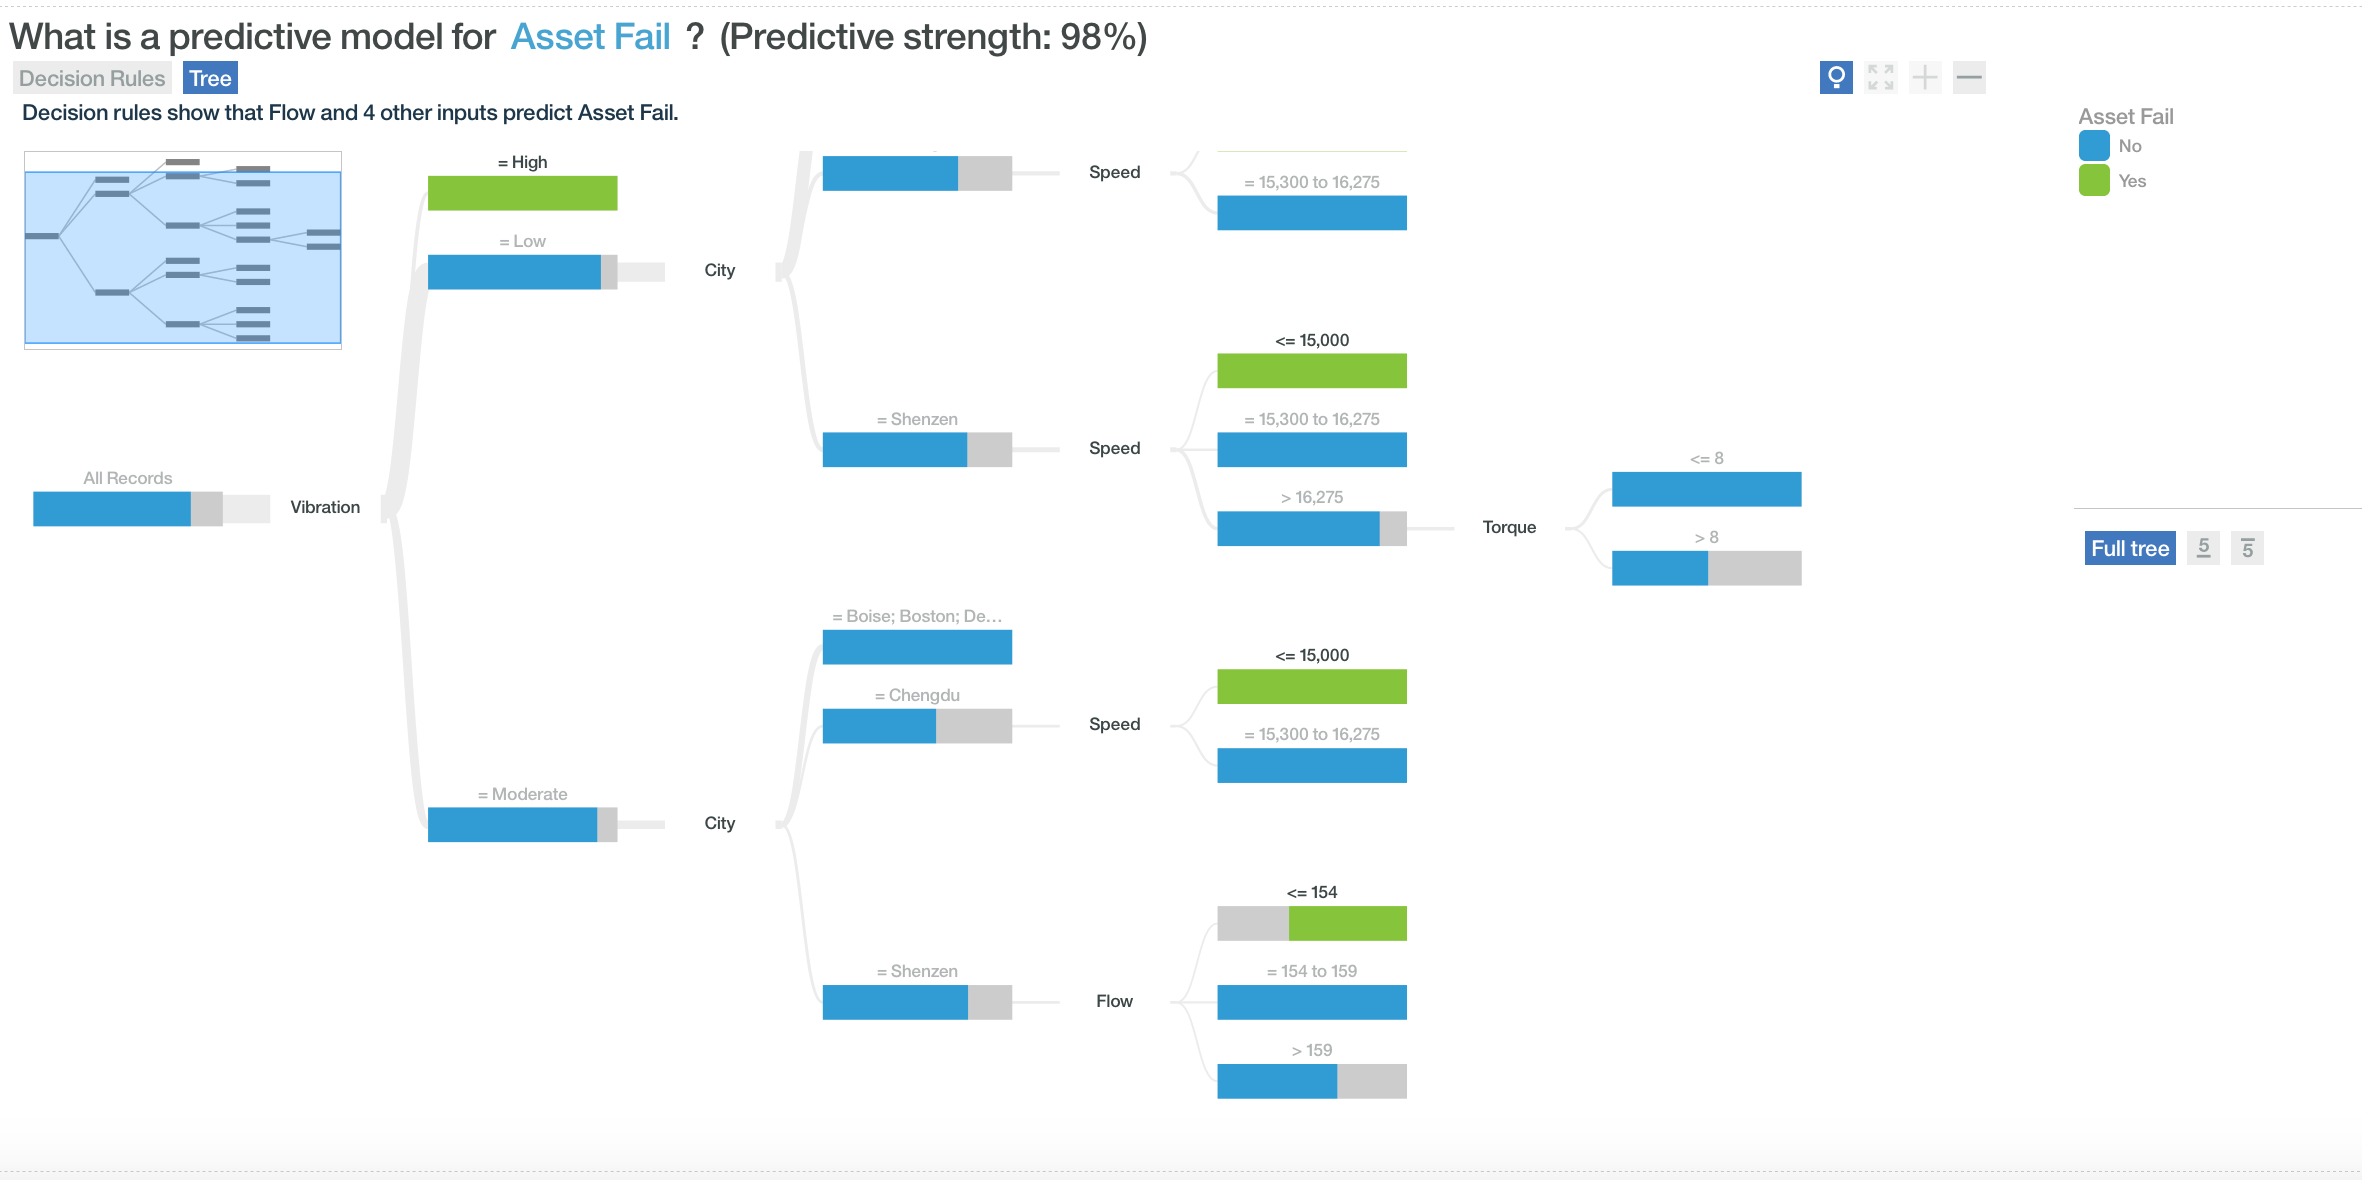 What is a predictive model for Asset Fail ? (Predictive strength: 98%)
Decision Rules Tree
Decision rules show that Flow and 4 other inputs predict Asset Fail.
Asset Fail
No
Yes
= High
= Low
City
Speed
= 15,300 to 16,275
<= 15,000
= Shenzen
Speed
= 15,300 to 16,275
> 16,275
Torque
<= 8
> 8
All Records
Vibration
= Boise; Boston; De...
= Chengdu
Speed
<= 15,000
= 15,300 to 16,275
= Moderate
City
= Shenzen
Flow
<= 154
= 154 to 159
> 159
Full tree 5 5